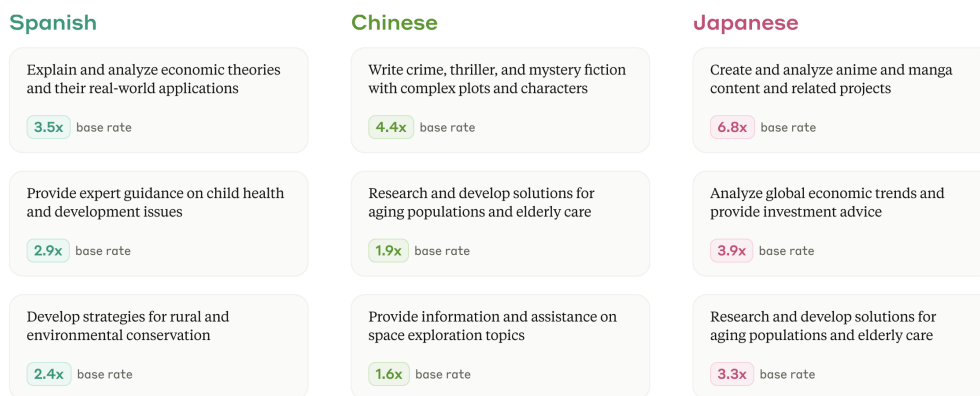 Spanish
Explain and analyze economic theories
and their real-world applications
3.5x base rate
Provide expert guidance on child health
and development issues
2.9x base rate
Develop strategies for rural and
environmental conservation
2.4x base rate
Chinese
Write crime, thriller, and mystery fiction
with complex plots and characters
4.4x base rate
Research and develop solutions for
aging populations and elderly care
1.9x base rate
Provide information and assistance on
space exploration topics
1.6x base rate
Japanese
Create and analyze anime and manga
content and related projects
6.8x base rate
Analyze global economic trends and
provide investment advice
3.9x base rate
Research and develop solutions for
aging populations and elderly care
3.3x base rate